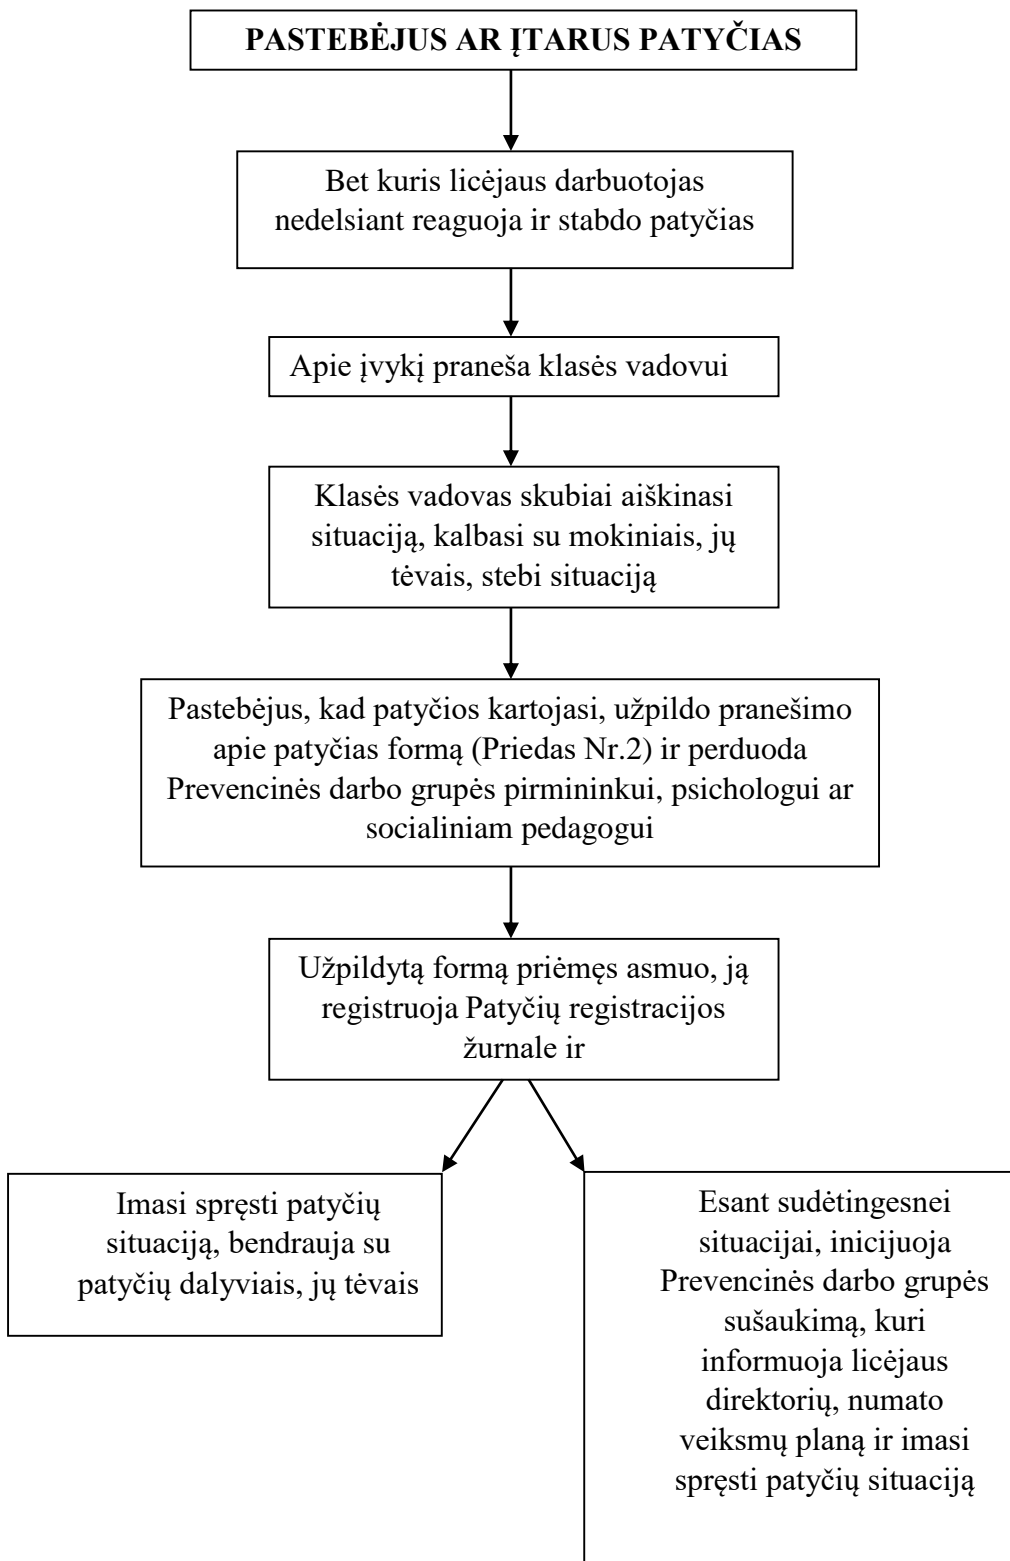 PASTEBĖJUS AR ĮTARUS PATYČIAS
Bet kuris licėjaus darbuotojas
nedelsiant reaguoja ir stabdo patyčias
Apie įvykį praneša klasės vadovui
Klasės vadovas skubiai aiškinasi
situaciją, kalbasi su mokiniais, jų
tėvais, stebi situaciją
Pastebėjus, kad patyčios kartojasi, užpildo pranešimo
apie patyčias formą (Priedas Nr.2) ir perduoda
Prevencinės darbo grupės pirmininkui, psichologui ar
socialiniam pedagogui
Užpildytą formą priėmęs asmuo, ją
registruoja Patyčių registracijos
žurnale ir
Imasi spręsti patyčių
situaciją, bendrauja su
patyčių dalyviais, jų tėvais
Esant sudėtingesnei
situacijai, inicijuoja
Prevencinės darbo grupės
sušaukimą, kuri
informuoja licėjaus
direktorių, numato
veiksmų planą ir imasi
spręsti patyčių situaciją